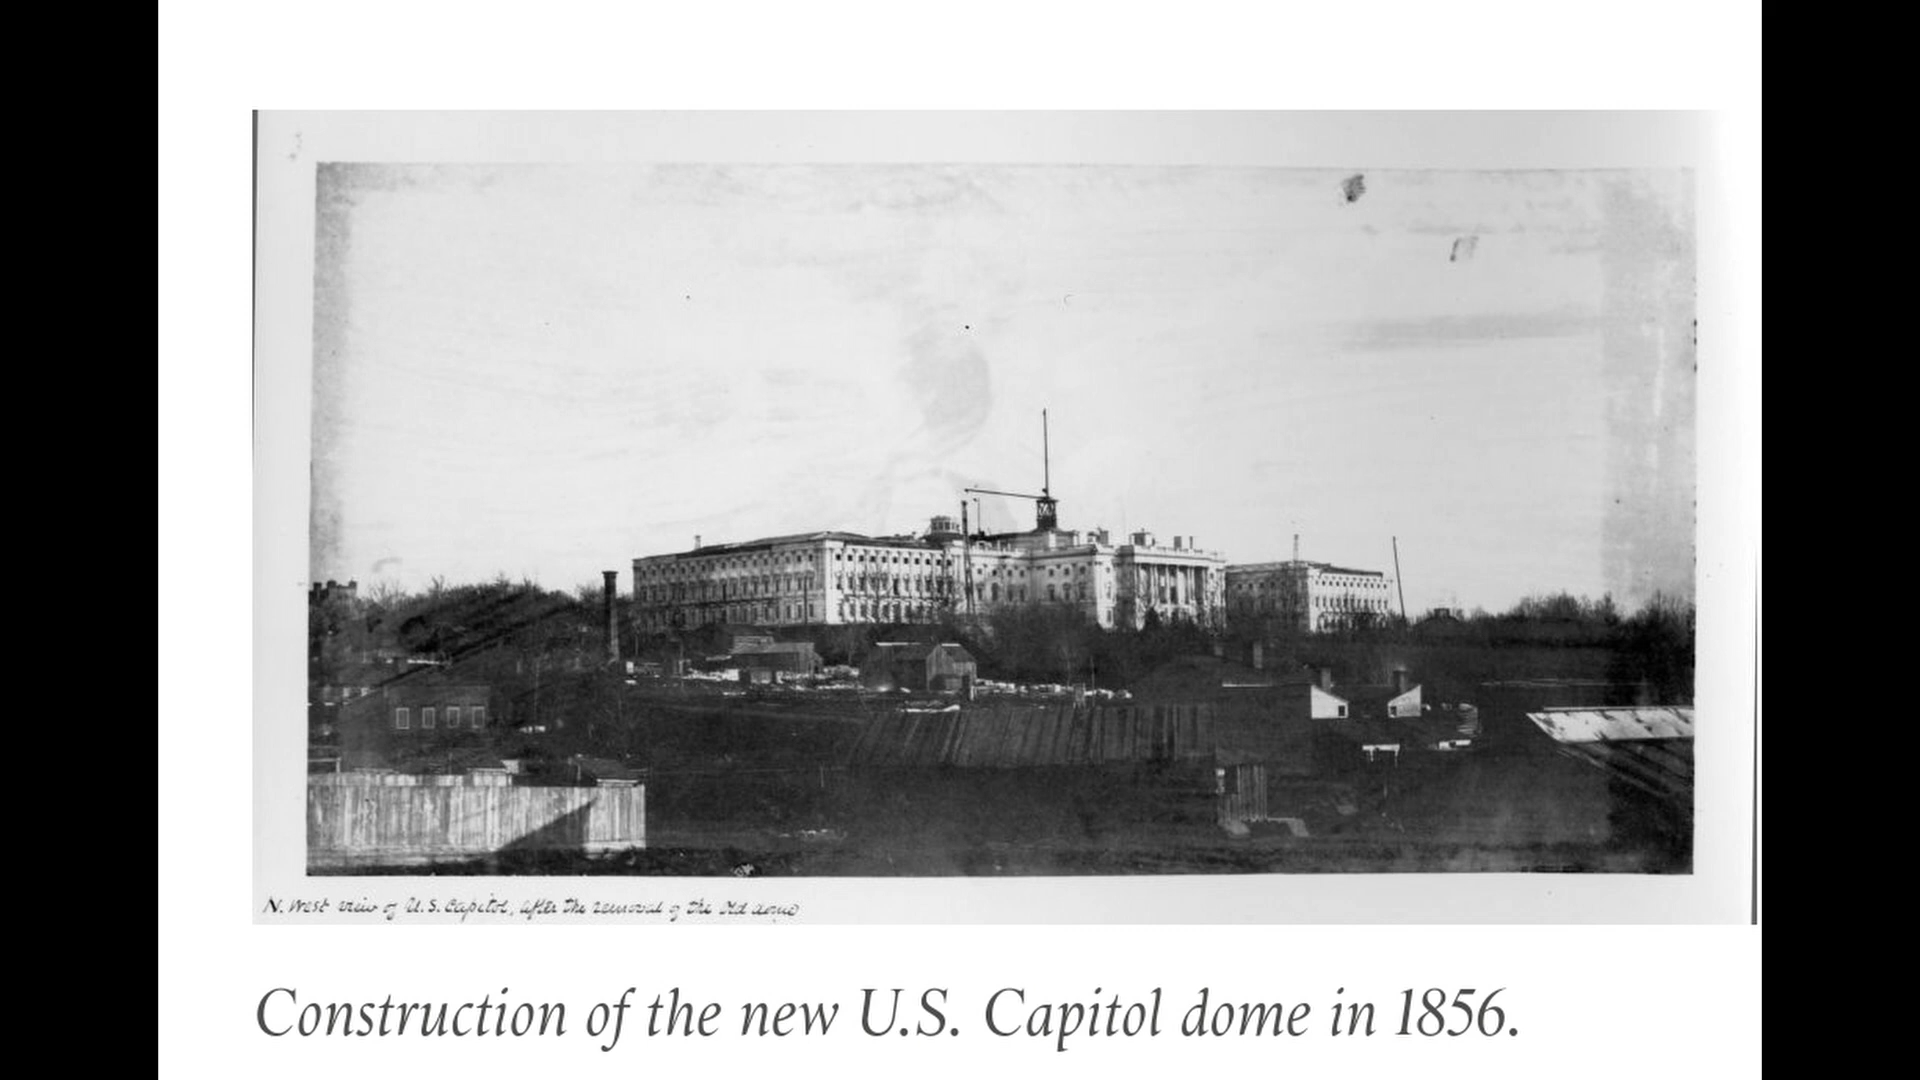 N. West view of U.S. Capitol, after the removal of the old dome
Construction of the new U.S. Capitol dome in 1856.